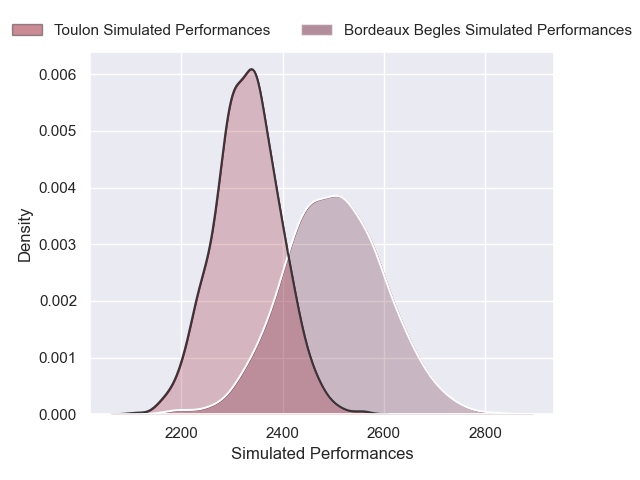 Toulon Simulated Performances
Bordeaux Begles Simulated Performances
0.006
0.005
0.004
0.003
0.002
0.001
0.000
Density
2200
2400
2600
2800
Simulated Performances